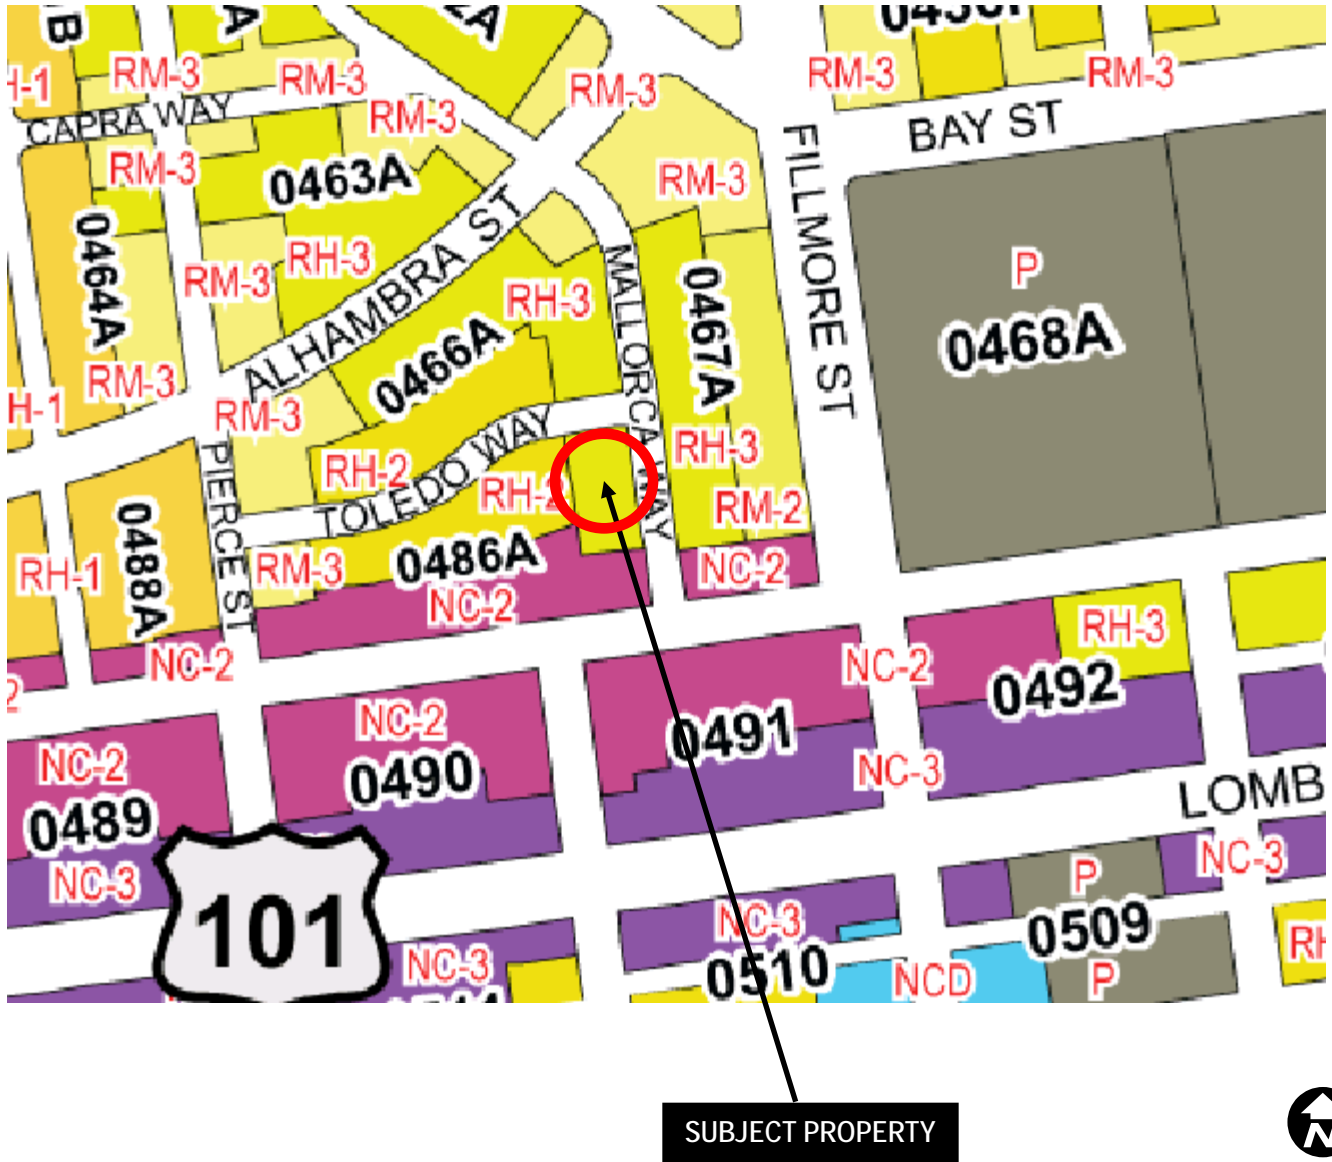 RM-3
RM-3
RM-3
RM-3
RM-3
RM-3
CAPRA WAY
BAY ST
RM-3
0463A
RM-3
FILLMORE ST
0464A
RH-3
RM-3
ALHAMBRA ST
RH-3
MALLORCA WAY
0467A
P
0468A
0466A
RM-3
RM-3
RH-3
RH-2
TOLEDO WAY
RH-2
RM-2
PIERCE ST
0488A
RH-1
RM-3
0486A
NC-2
NC-2
NC-2
RH-3
NC-2
0492
NC-2
0491
NC-2
0490
NC-3
NC-2
0489
LOMB
NC-3
101
NC-3
P
NC-3
0509
NC-3
0510
NCD
P
SUBJECT PROPERTY
N